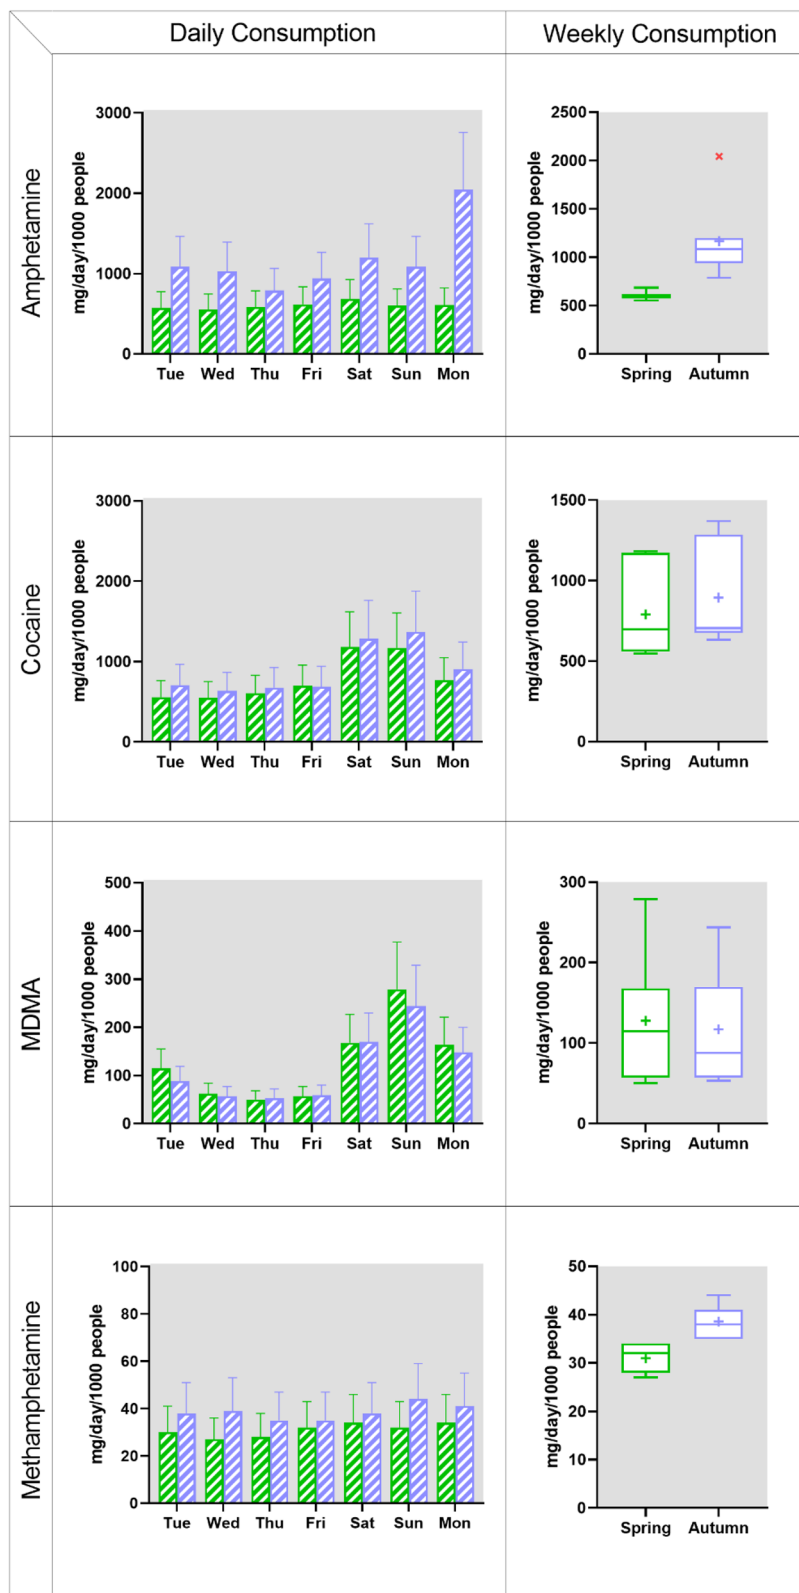 Daily Consumption
Weekly Consumption
Amphetamine
mg/day/1000 people
3000
2000
1000
0
Tue Wed Thu Fri Sat Sun Mon
mg/day/1000 people
2500
2000
1500
1000
500
0
Spring Autumn
Cocaine
mg/day/1000 people
3000
2000
1000
0
Tue Wed Thu Fri Sat Sun Mon
mg/day/1000 people
1500
1000
500
0
Spring Autumn
MDMA
mg/day/1000 people
500
400
300
200
100
0
Tue Wed Thu Fri Sat Sun Mon
mg/day/1000 people
300
200
100
0
Spring Autumn
Methamphetamine
mg/day/1000 people
100
80
60
40
20
0
Tue Wed Thu Fri Sat Sun Mon
mg/day/1000 people
50
40
30
20
10
0
Spring Autumn